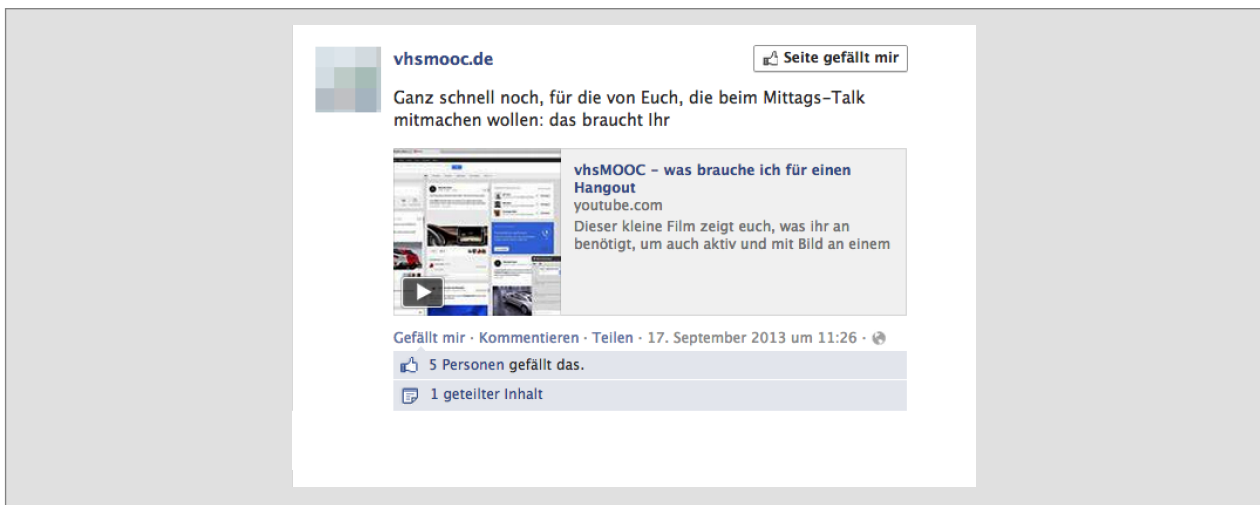 vhsmooc.de
Seite gefällt mir
Ganz schnell noch, für die von Euch, die beim Mittags-Talk
mitmachen wollen: das braucht Ihr
vhsMOOC – was brauche ich für einen
Hangout
youtube.com
Dieser kleine Film zeigt euch, was ihr an
benötigt, um auch aktiv und mit Bild an einem
Gefällt mir · Kommentieren · Teilen · 17. September 2013 um 11:26 ·
5 Personen gefällt das.
1 geteilter Inhalt